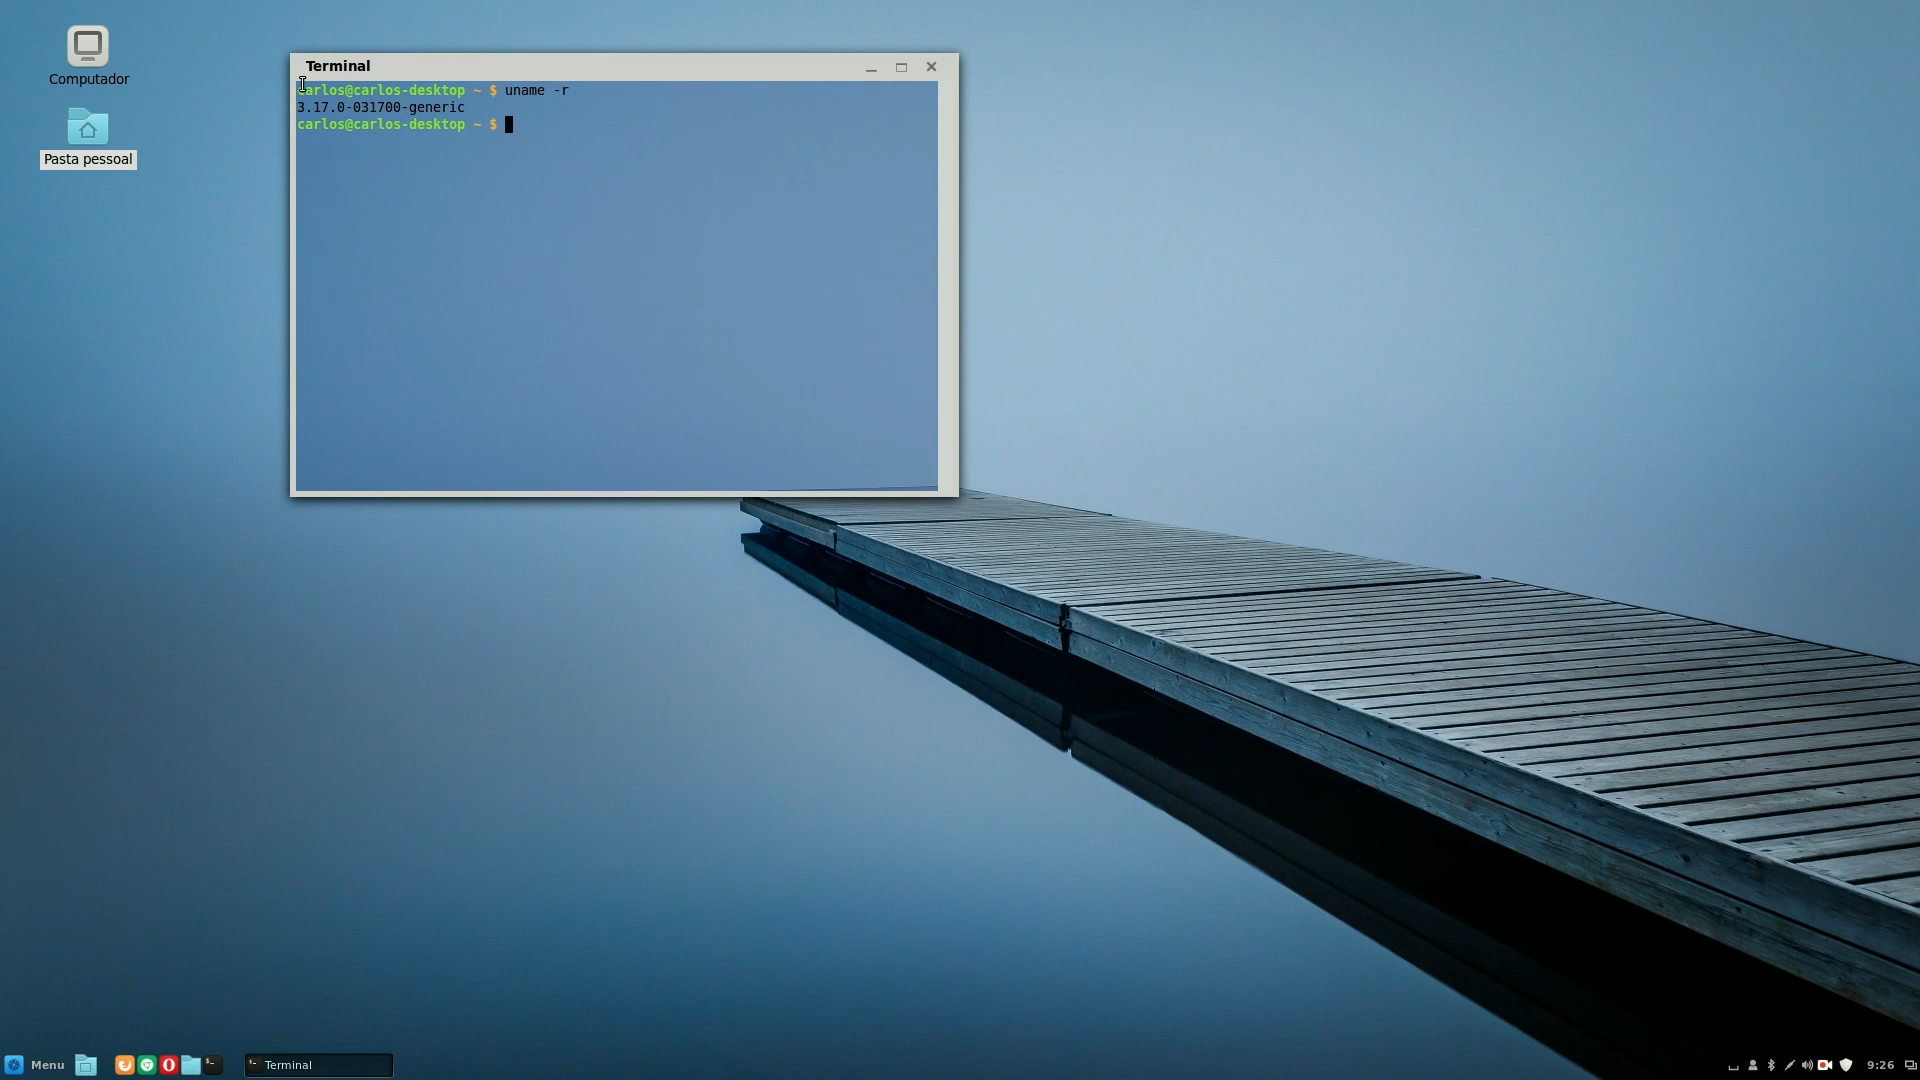 Computador
Pasta pessoal
Terminal
carlos@carlos-desktop ~ $ uname -r
3.17.0-031700-generic
carlos@carlos-desktop ~ $
Menu
Terminal
9:26